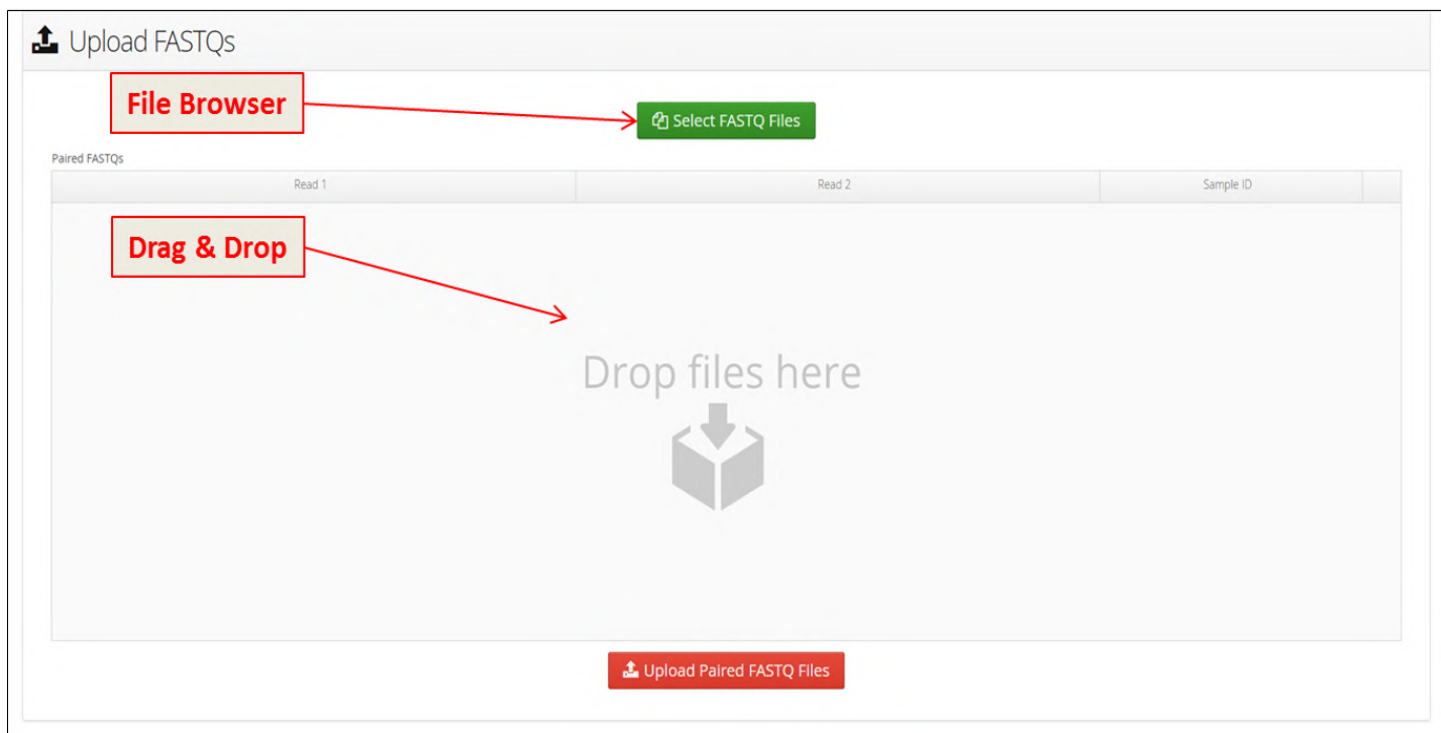 Upload FASTQs
File Browser
Select FASTQ Files
Paired FASTQs
Read 1 Read 2 Sample ID
Drag & Drop
Drop files here
Upload Paired FASTQ Files